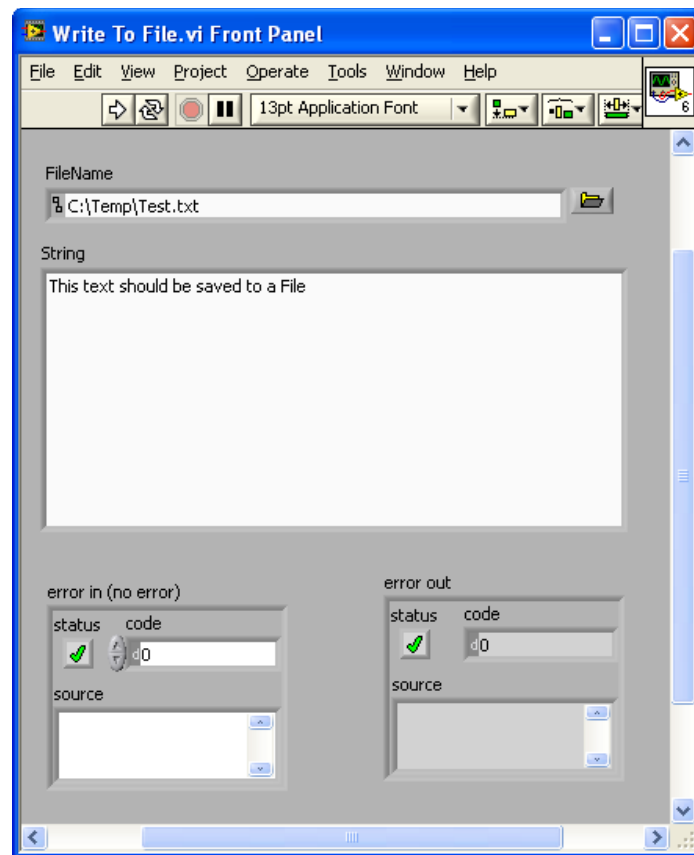 Write To File.vi Front Panel
File Edit View Project Operate Tools Window Help
13pt Application Font
6
FileName
C:\Temp\Test.txt
String
This text should be saved to a File
error in (no error)
status code
d0
source
error out
status code
d0
source